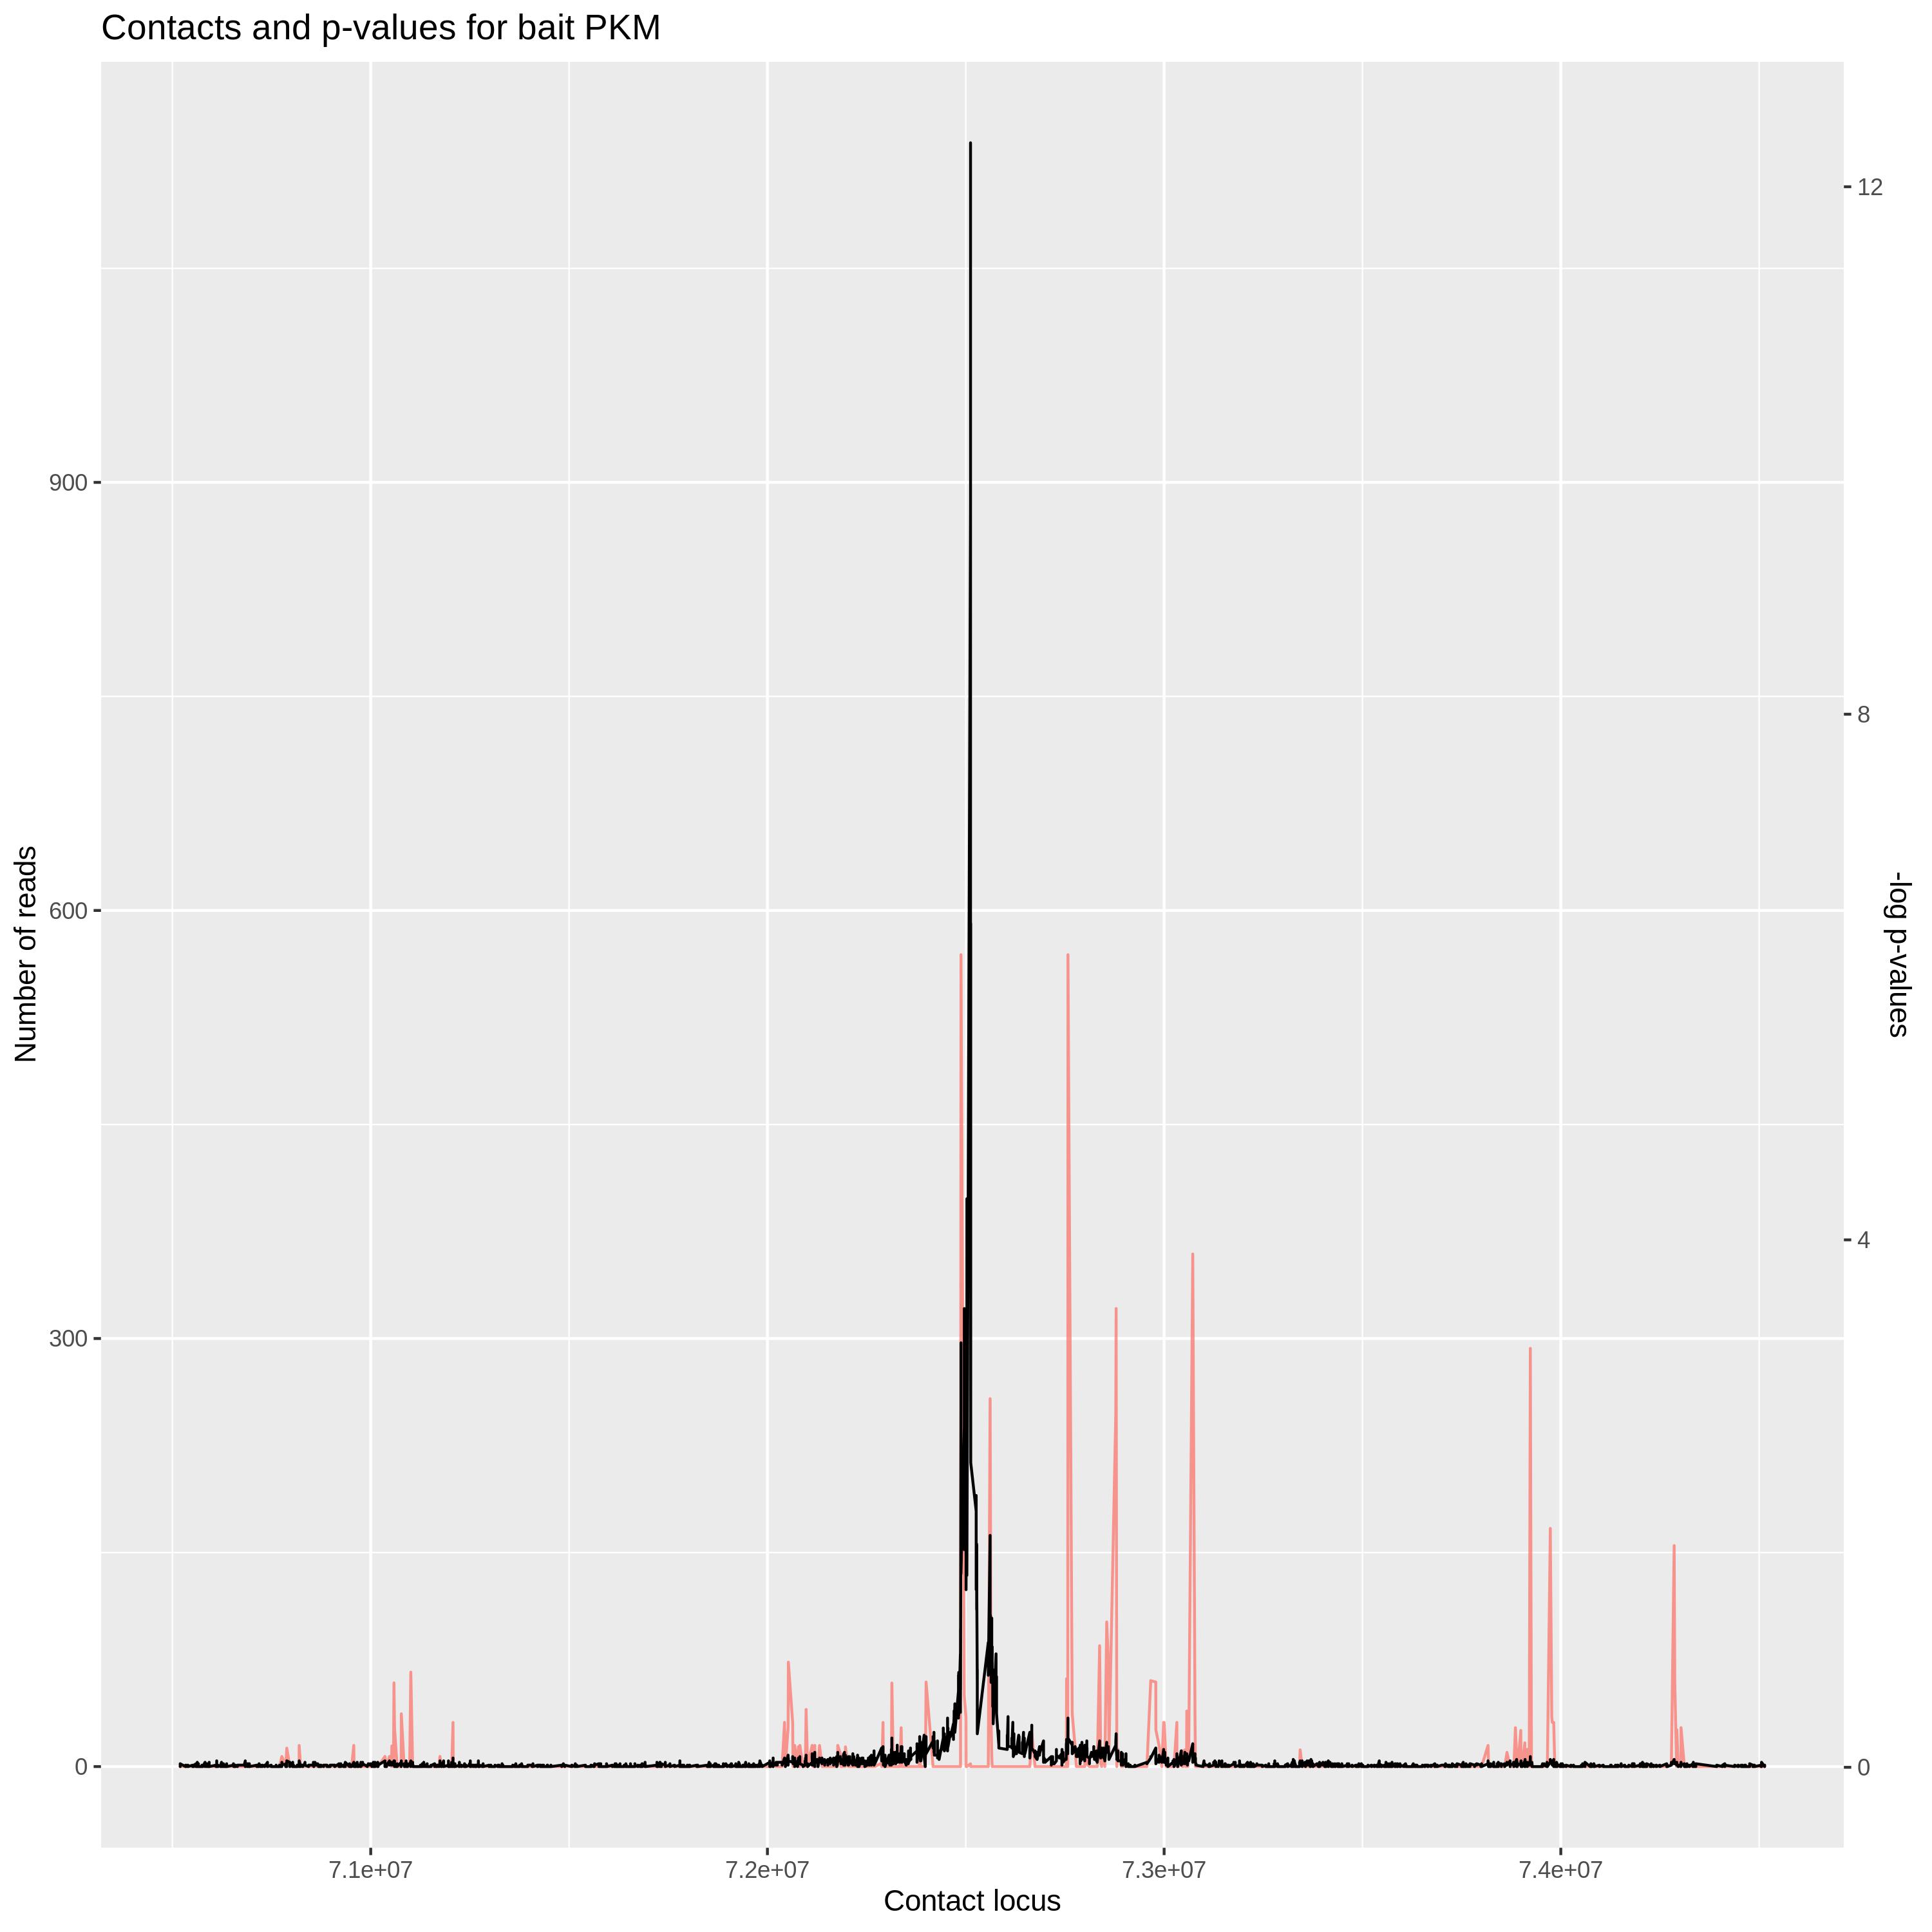 Contacts and p-values for bait PKM
Number of reads
900
600
300
0
12
8
4
0
-log p-values
7.1e+07 7.2e+07 7.3e+07 7.4e+07
Contact locus